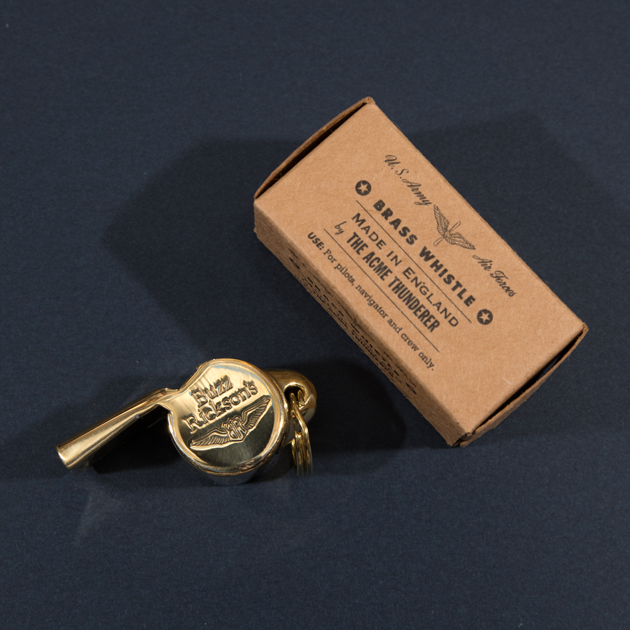 U.S. Army
Air Forces
BRASS WHISTLE
MADE IN ENGLAND
by THE ACME THUNDERER
USE: For pilots, navigator and crew only.
Buzz
Rickson's